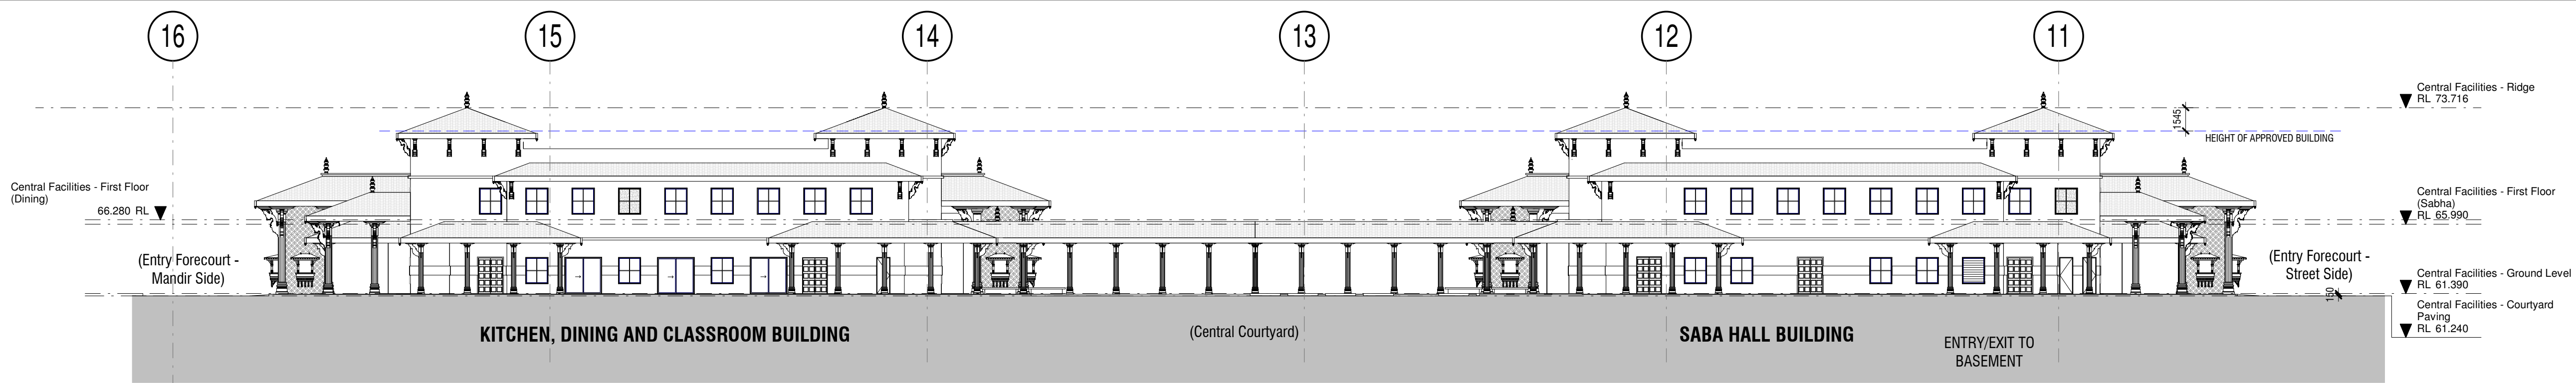 16
15
14
13
12
11
Central Facilities - Ridge
RL 73.716
1545
HEIGHT OF APPROVED BUILDING
Central Facilities - First Floor
(Dining)
66.280 RL
Central Facilities - First Floor
(Sabha)
RL 65.990
(Entry Forecourt -
Mandir Side)
(Entry Forecourt -
Street Side)
Central Facilities - Ground Level
RL 61.390
150
Central Facilities - Courtyard
Paving
RL 61.240
KITCHEN, DINING AND CLASSROOM BUILDING
(Central Courtyard)
SABA HALL BUILDING
ENTRY/EXIT TO
BASEMENT